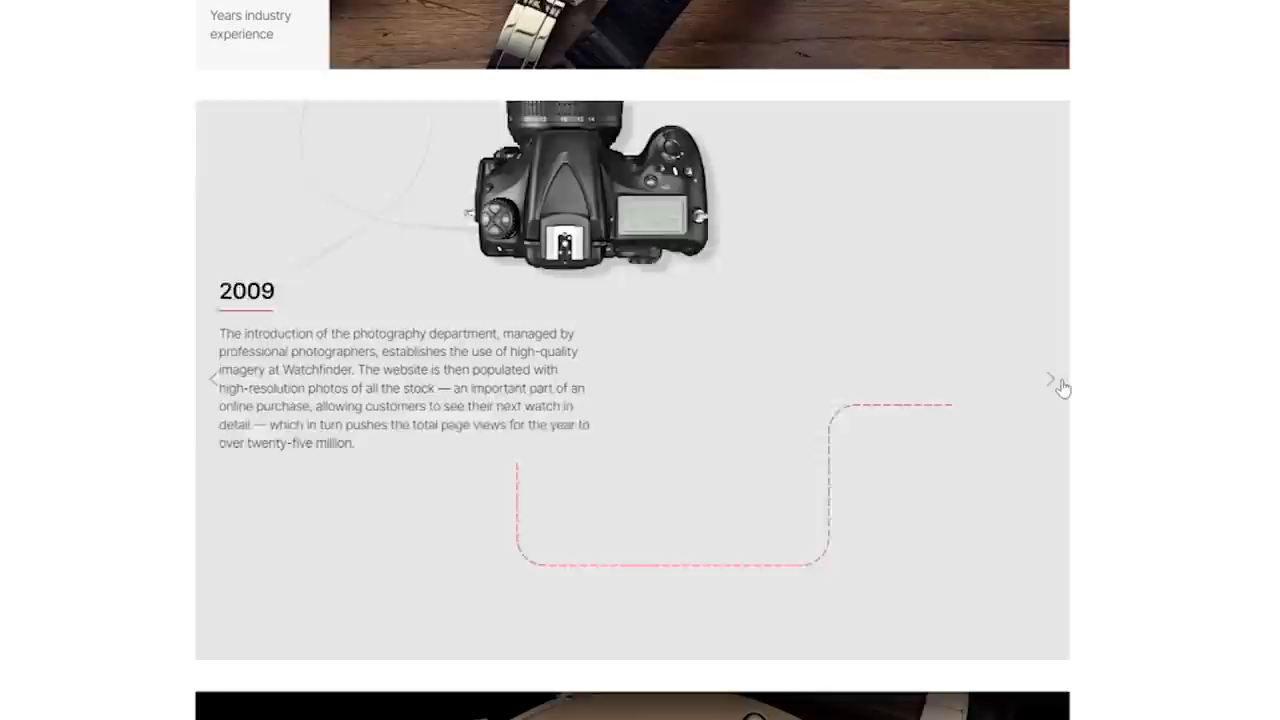 Years industry
experience
2009
The introduction of the photography department, managed by
professional photographers, establishes the use of high-quality
imagery at Watchfinder. The website is then populated with
high-resolution photos of all the stock — an important part of an
online purchase, allowing customers to see their next watch in
detail — which in turn pushes the total page views for the year to
over twenty-five million.